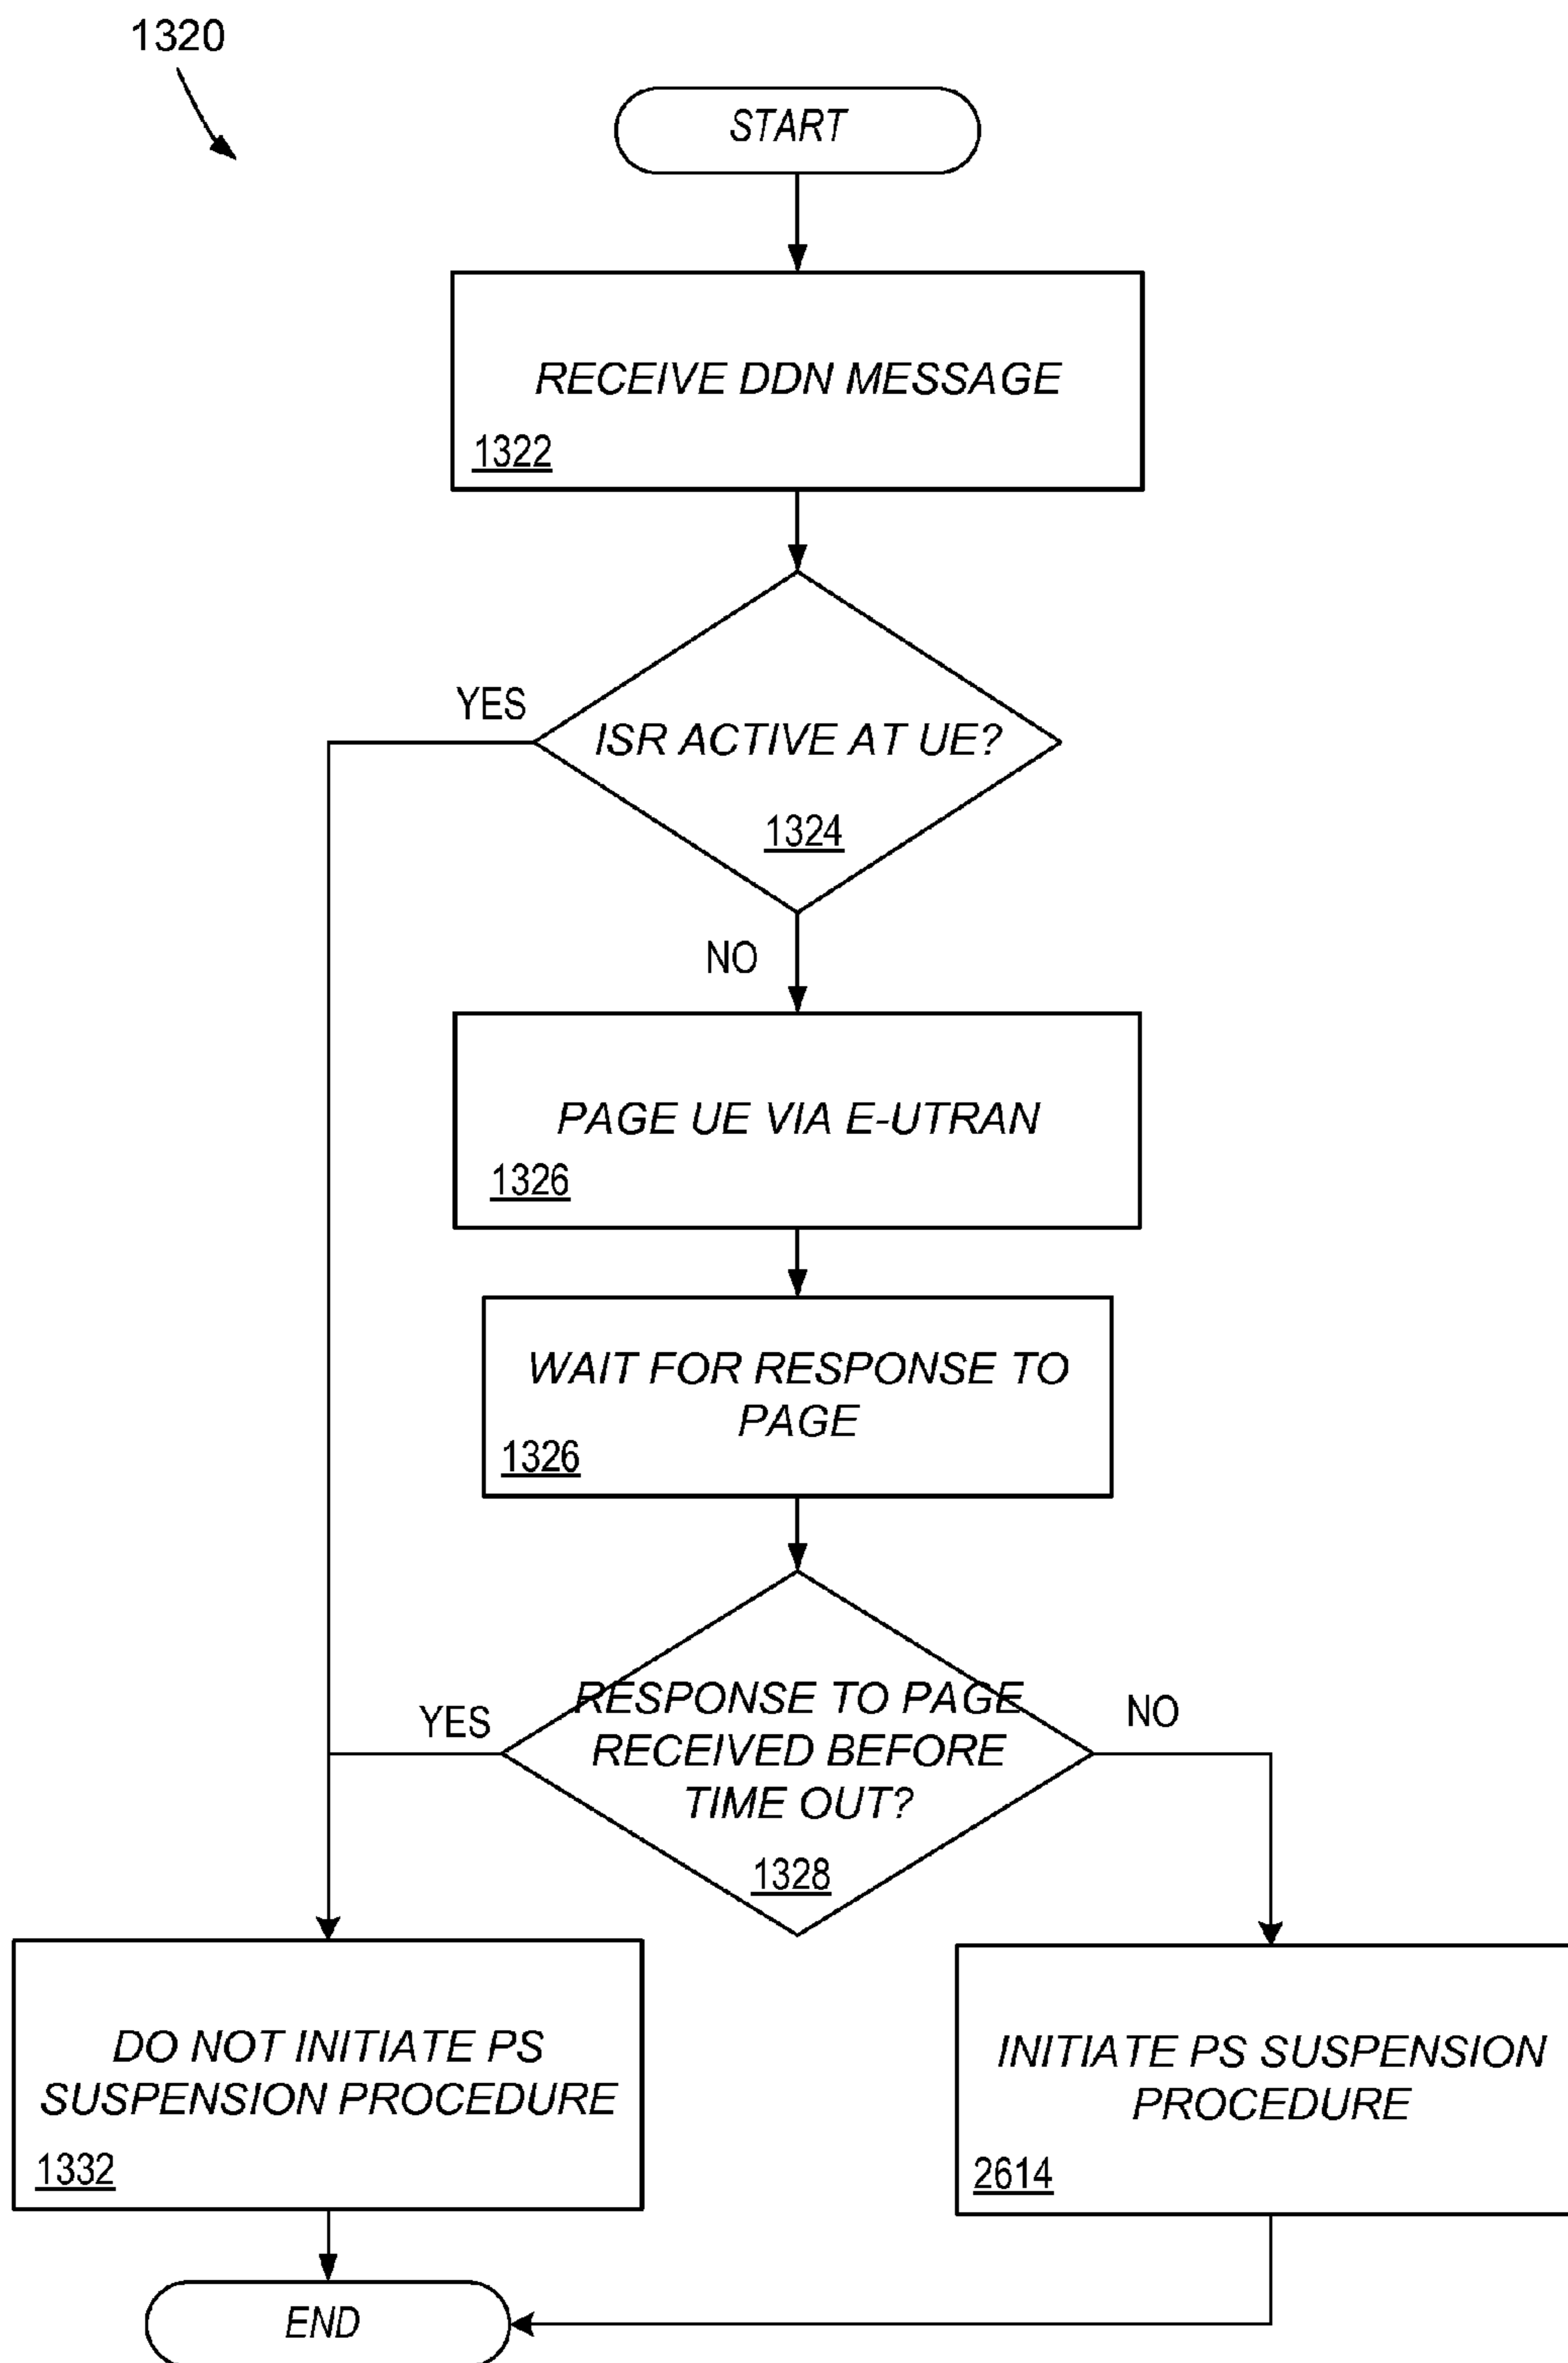 1320
START
RECEIVE DDN MESSAGE
1322
YES
ISR ACTIVE AT UE?
1324
NO
PAGE UE VIA E-UTRAN
1326
WAIT FOR RESPONSE TO
PAGE
1326
YES
RESPONSE TO PAGE
RECEIVED BEFORE
TIME OUT?
1328
NO
DO NOT INITIATE PS
SUSPENSION PROCEDURE
1332
INITIATE PS SUSPENSION
PROCEDURE
2614
END